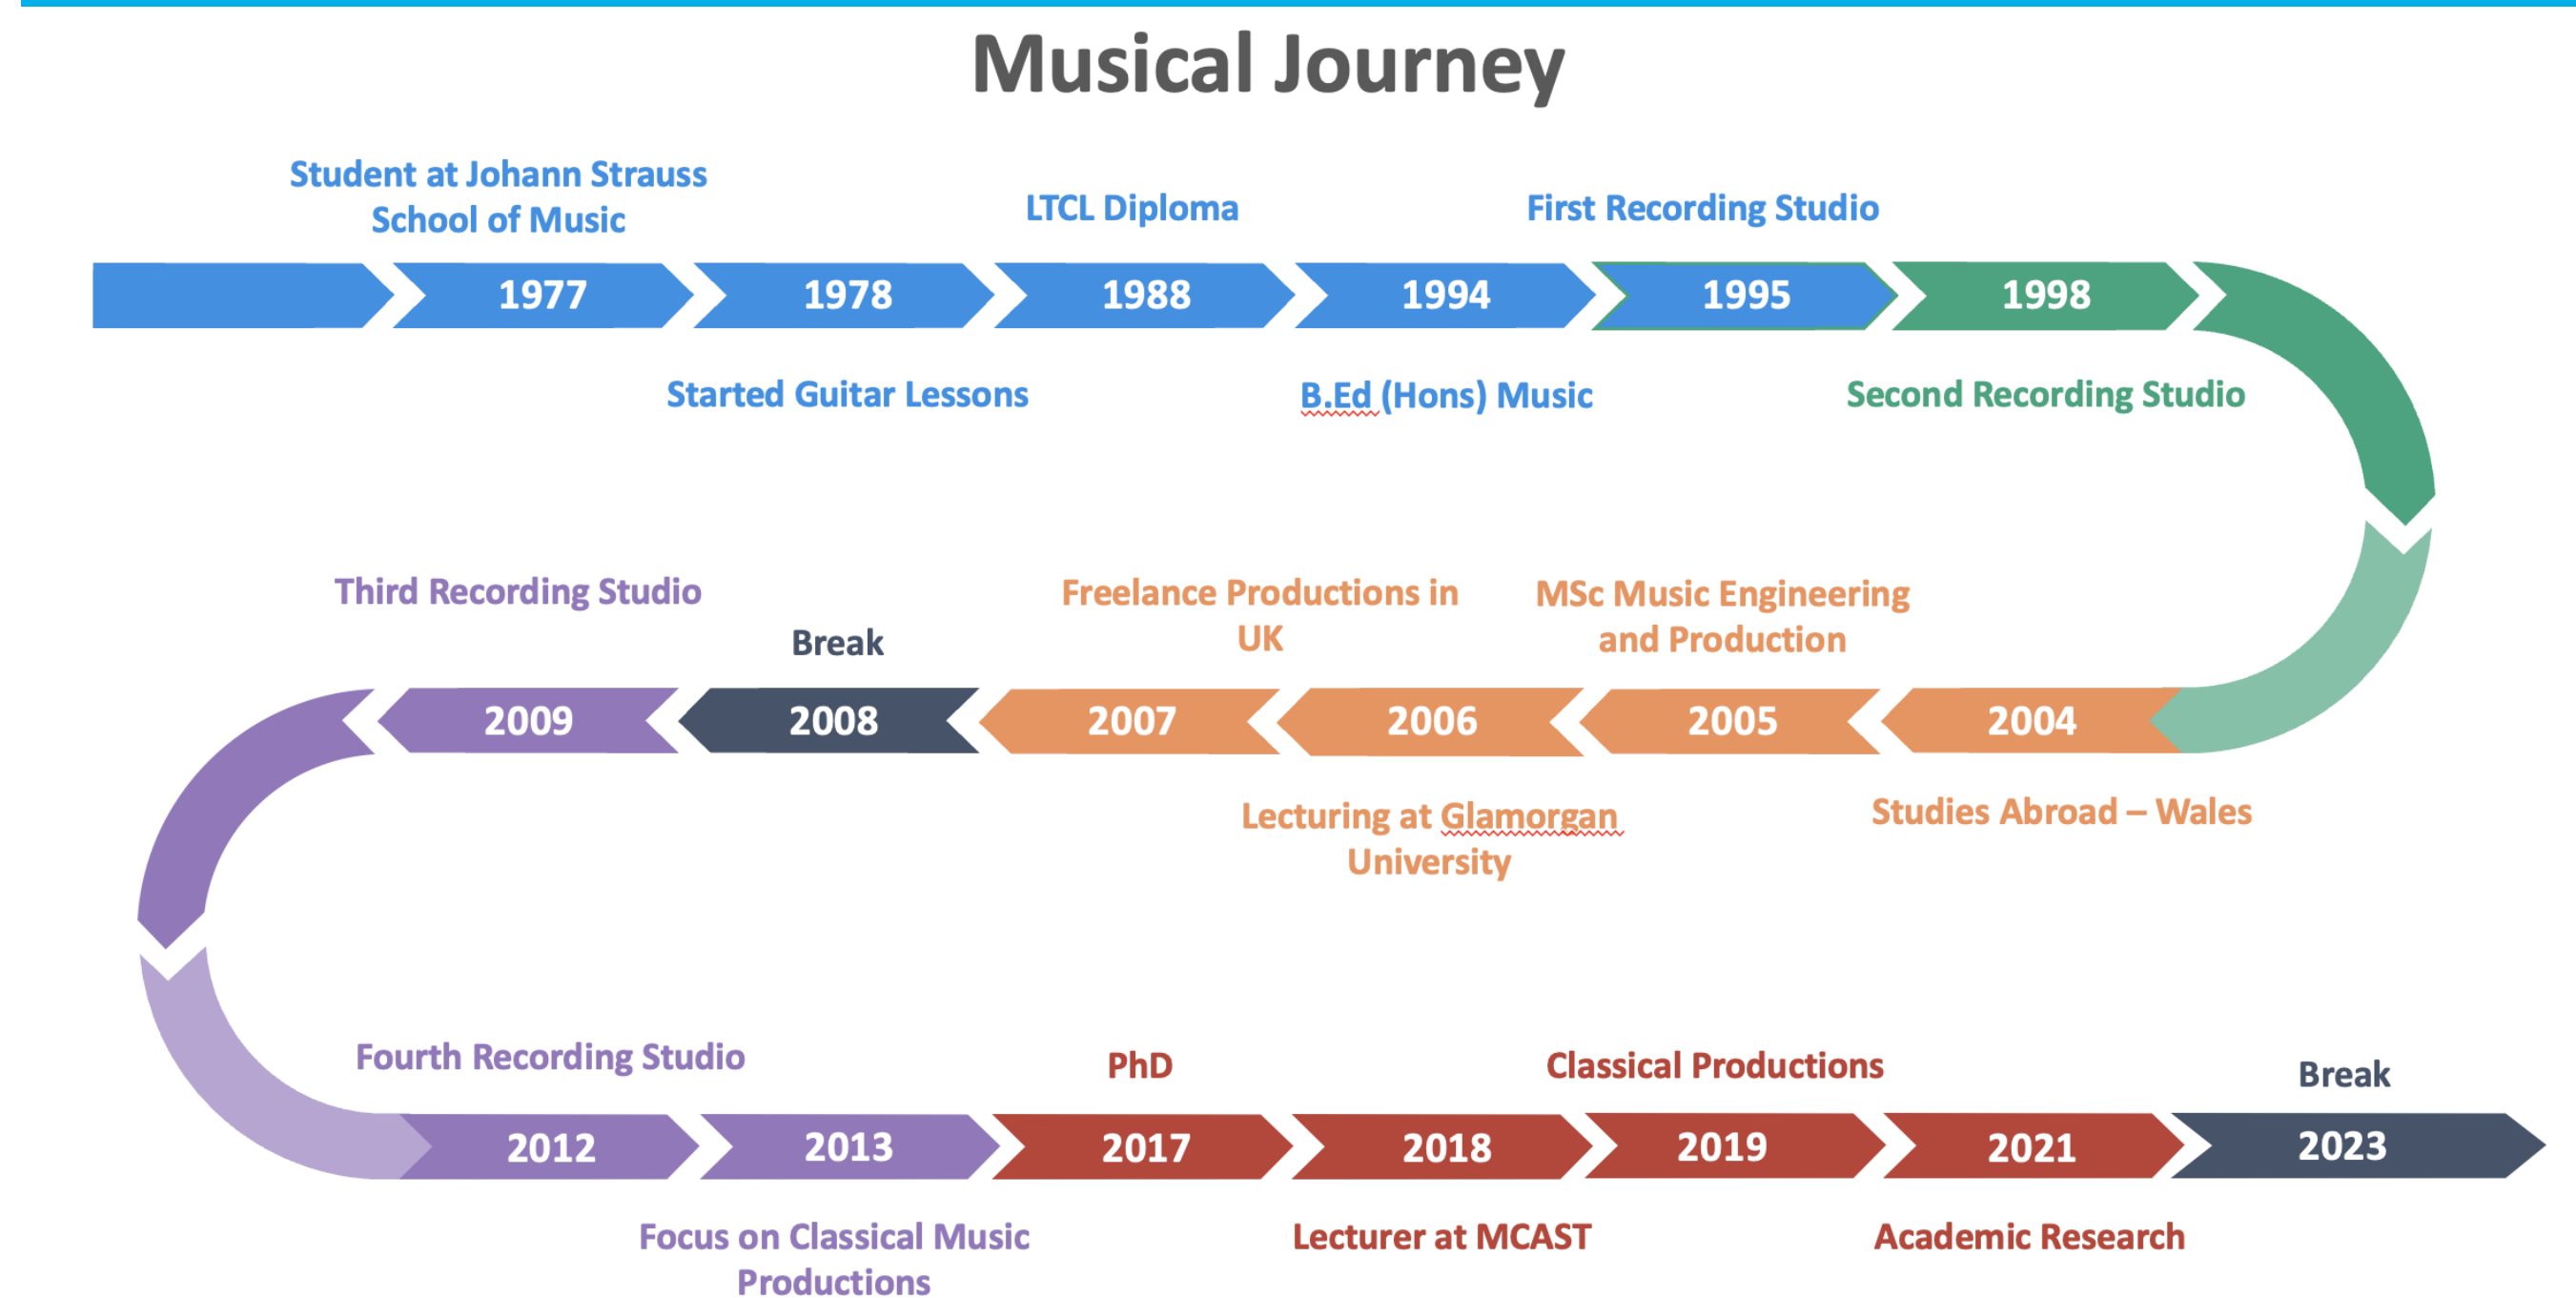 Musical Journey
Student at Johann Strauss
School of Music
LTCL Diploma
First Recording Studio
1977
1978
1988
1994
1995
1998
Started Guitar Lessons
B.Ed (Hons) Music
Second Recording Studio
Third Recording Studio
Break
Freelance Productions in
UK
MSc Music Engineering
and Production
2009
2008
2007
2006
2005
2004
Lecturing at Glamorgan
University
Studies Abroad – Wales
Fourth Recording Studio
PhD
Classical Productions
Break
2012
2013
2017
2018
2019
2021
2023
Focus on Classical Music
Productions
Lecturer at MCAST
Academic Research